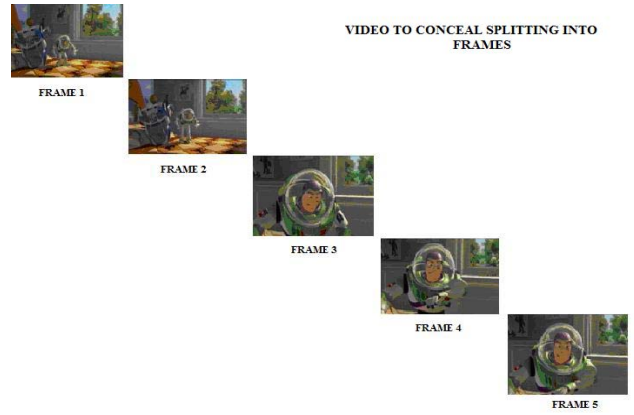 VIDEO TO CONCEAL SPLITTING INTO
FRAMES
FRAME 1
FRAME 2
FRAME 3
FRAME 4
FRAME 5